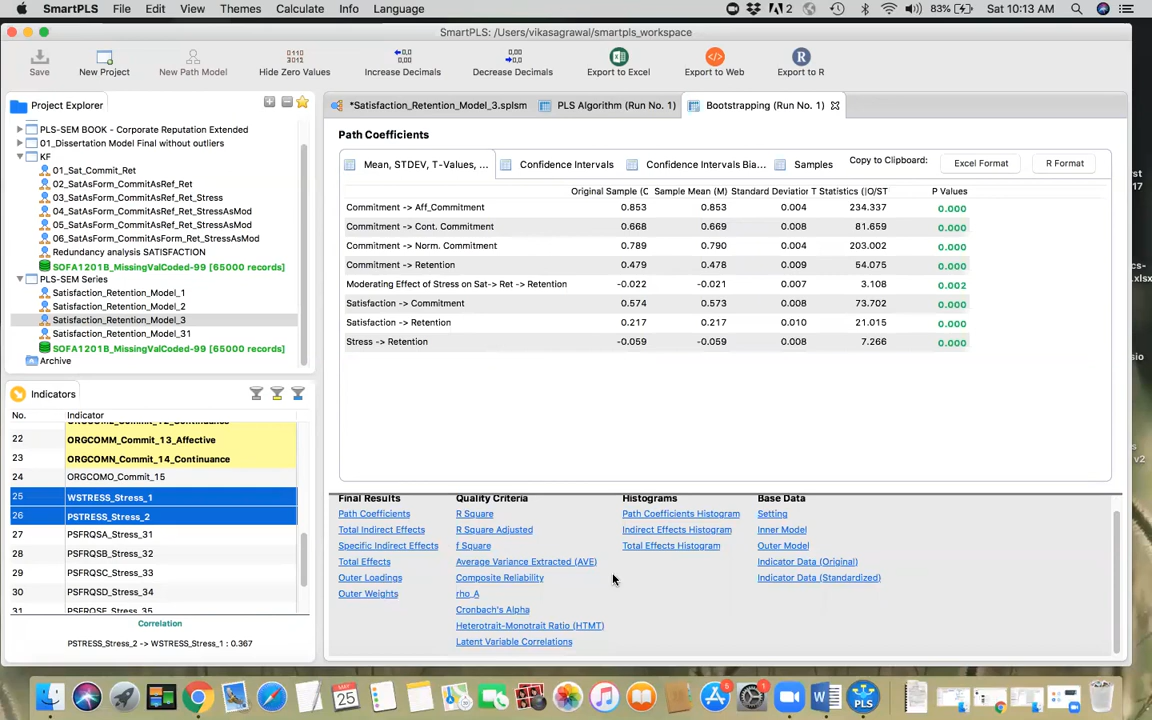 SmartPLS File Edit View Themes Calculate Info Language 2 83% Sat 10:13 AM
SmartPLS: /Users/vikasagrawal/smartpls_workspace
Save New Project New Path Model Hide Zero Values Increase Decimals Decrease Decimals Export to Excel Export to Web Export to R
Project Explorer
PLS-SEM BOOK - Corporate Reputation Extended
01_Dissertation Model Final without outliers
KF
01_Sat_Commit_Ret
02_SatAsForm_CommitAsRef_Ret
03_SatAsForm_CommitAsRef_Ret_Stress
04_SatAsForm_CommitAsRef_Ret_StressAsMod
05_SatAsForm_CommitAsRef_Ret_StressAsMod
06_SatAsForm_CommitAsForm_Ret_StressAsMod
Redundancy analysis SATISFACTION
SOFA1201B_MissingValCoded-99 [65000 records]
PLS-SEM Series
Satisfaction_Retention_Model_1
Satisfaction_Retention_Model_2
Satisfaction_Retention_Model_3
Satisfaction_Retention_Model_31
SOFA1201B_MissingValCoded-99 [65000 records]
Archive
Indicators
No. Indicator
22 ORGCOMM_Commit_13_Affective
23 ORGCOMN_Commit_14_Continuance
24 ORGCOMO_Commit_15
25 WSTRESS_Stress_1
26 PSTRESS_Stress_2
27 PSFRQSA_Stress_31
28 PSFRQSB_Stress_32
29 PSFRQSC_Stress_33
30 PSFRQSD_Stress_34
31 PSFRQSE_Stress_35
Correlation
PSTRESS_Stress_2 -> WSTRESS_Stress_1 : 0.367
*Satisfaction_Retention_Model_3.splsm PLS Algorithm (Run No. 1) Bootstrapping (Run No. 1)
Path Coefficients
Mean, STDEV, T-Values, ... Confidence Intervals Confidence Intervals Bia... Samples Copy to Clipboard: Excel Format R Format
Original Sample (C Sample Mean (M) Standard Deviation T Statistics (|O/ST P Values
Commitment -> Aff_Commitment 0.853 0.853 0.004 234.337 0.000
Commitment -> Cont. Commitment 0.668 0.669 0.008 81.659 0.000
Commitment -> Norm. Commitment 0.789 0.790 0.004 203.002 0.000
Commitment -> Retention 0.479 0.478 0.009 54.075 0.000
Moderating Effect of Stress on Sat-> Ret -> Retention -0.022 -0.021 0.007 3.108 0.002
Satisfaction -> Commitment 0.574 0.573 0.008 73.702 0.000
Satisfaction -> Retention 0.217 0.217 0.010 21.015 0.000
Stress -> Retention -0.059 -0.059 0.008 7.266 0.000
Final Results Quality Criteria Histograms Base Data
Path Coefficients R Square Path Coefficients Histogram Setting
Total Indirect Effects R Square Adjusted Indirect Effects Histogram Inner Model
Specific Indirect Effects f Square Total Effects Histogram Outer Model
Total Effects Average Variance Extracted (AVE) Indicator Data (Original)
Outer Loadings Composite Reliability Indicator Data (Standardized)
Outer Weights rho_A
Cronbach's Alpha
Heterotrait-Monotrait Ratio (HTMT)
Latent Variable Correlations